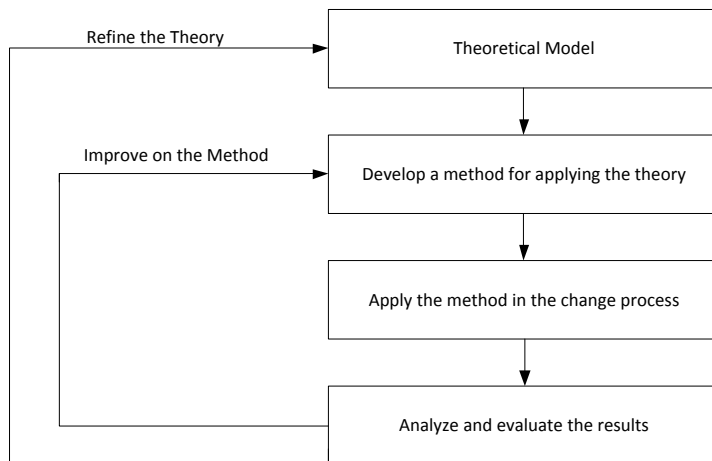 Refine the Theory
Theoretical Model
Improve on the Method
Develop a method for applying the theory
Apply the method in the change process
Analyze and evaluate the results